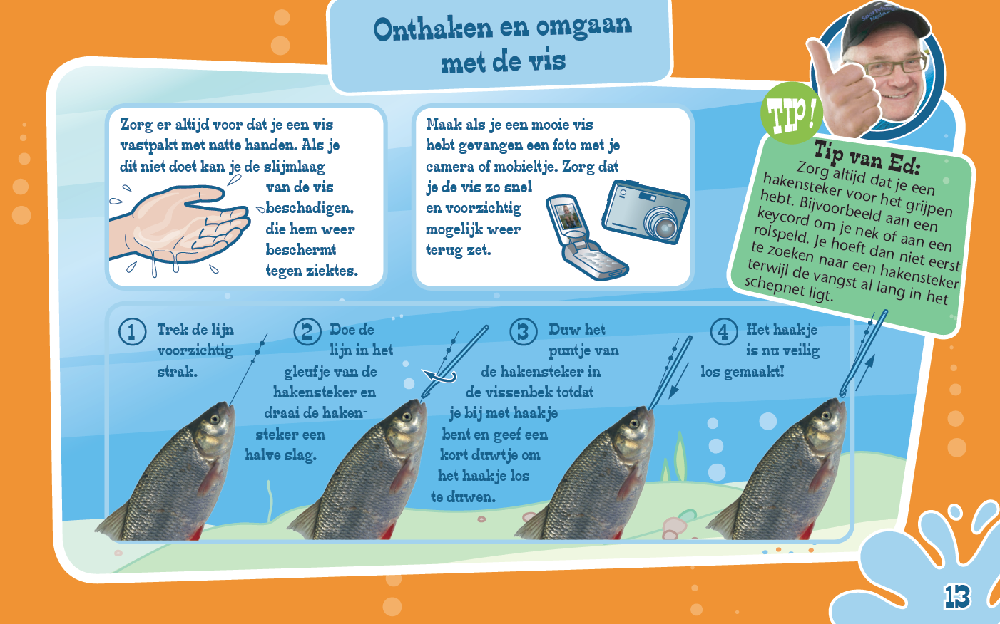 Onthaken en omgaan
met de vis
Zorg er altijd voor dat je een vis
vastpakt met natte handen. Als je
dit niet doet kan je de slijmlaag
van de vis
beschadigen,
die hem weer
beschermt
tegen ziektes.
Maak als je een mooie vis
hebt gevangen een foto met je
camera of mobieltje. Zorg dat
je de vis zo snel
en voorzichtig
mogelijk weer
terug zet.
TIP!
Tip van Ed:
Zorg altijd dat je een
hakensteker voor het grijpen
hebt. Bijvoorbeeld aan een
keycord om je nek of aan een
rolspeld. Je hoeft dan niet eerst
te zoeken naar een hakensteker
terwijl de vangst al lang in het
schepnet ligt.
1 Trek de lijn
voorzichtig
strak.
2 Doe de
lijn in het
gleufje van de
hakensteker en
draai de haken-
steker een
halve slag.
3 Duw het
puntje van
de hakensteker in
de vissenbek totdat
je bij met haakje
bent en geef een
kort duwtje om
het haakje los
te duwen.
4 Het haakje
is nu veilig
los gemaakt!
13